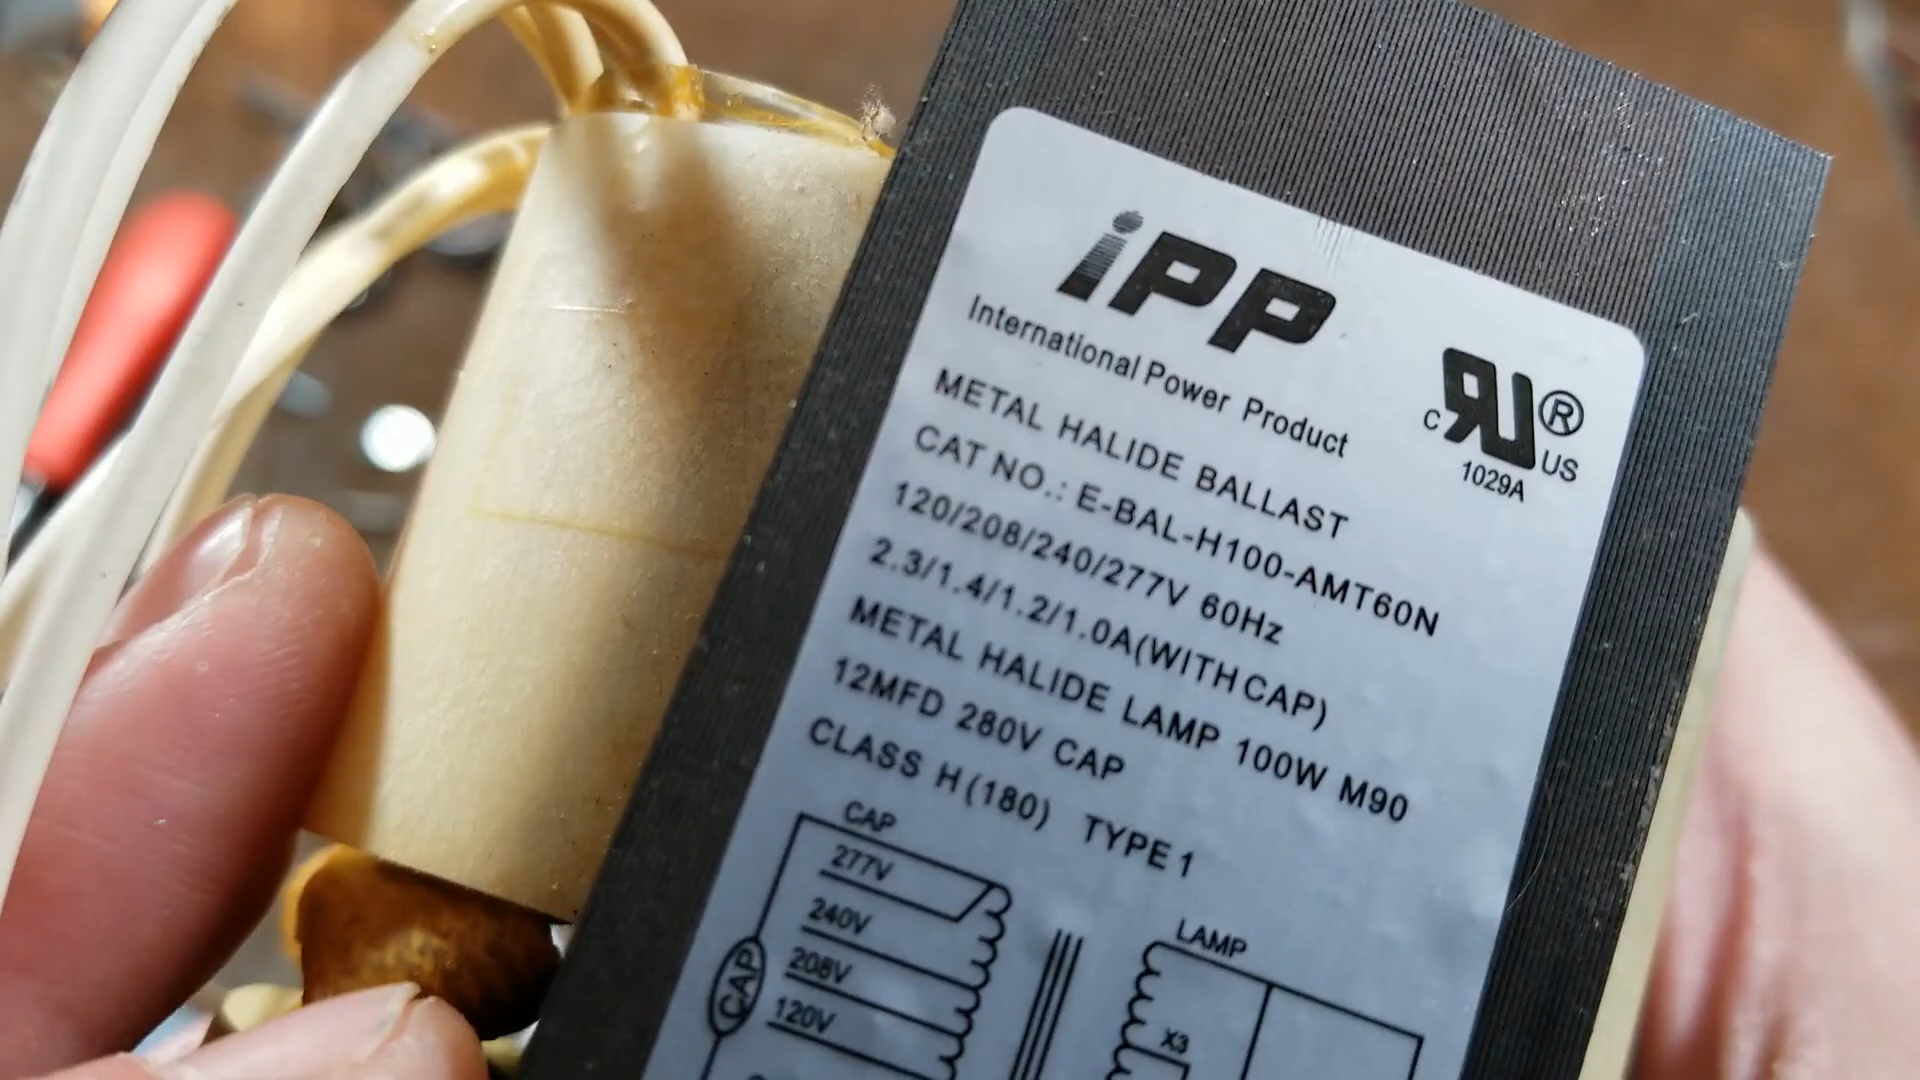 iPP
International Power Product
c RU ® US
1029A
METAL HALIDE BALLAST
CAT NO.: E-BAL-H100-AMT60N
120/208/240/277V 60Hz
2.3/1.4/1.2/1.0A(WITH CAP)
METAL HALIDE LAMP 100W M90
12MFD 280V CAP
CLASS H(180) TYPE 1
CAP
277V
240V
208V
120V
CAP
LAMP
X3